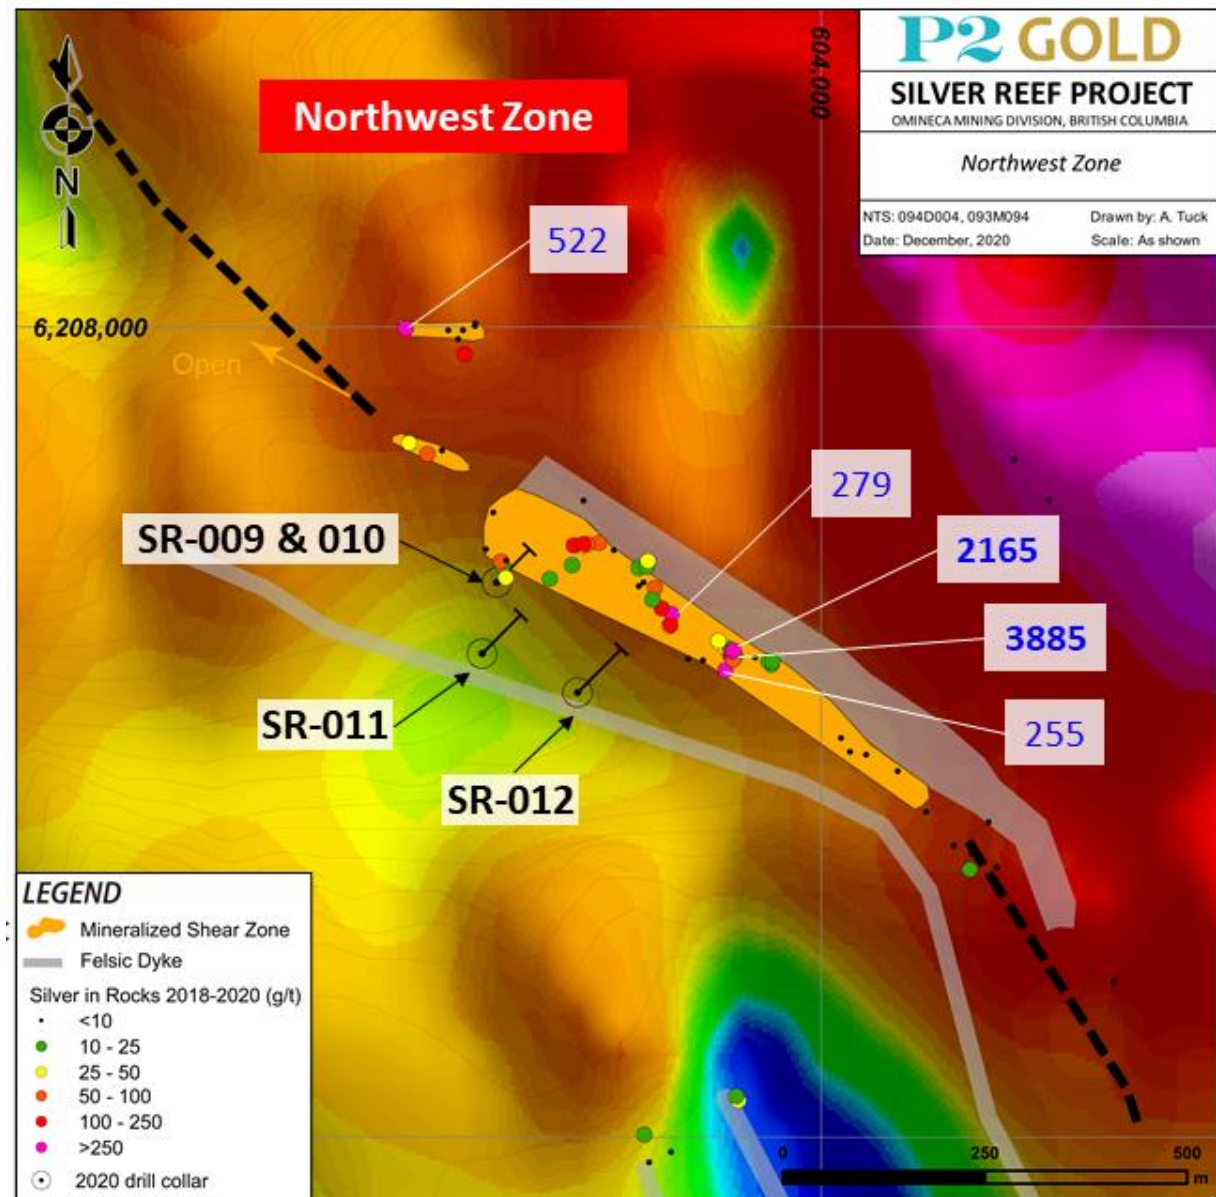 P2 GOLD
SILVER REEF PROJECT
OMINECA MINING DIVISION, BRITISH COLUMBIA
Northwest Zone
NTS: 094D004, 093M094
Drawn by: A. Tuck
Date: December, 2020
Scale: As shown
604,000
Northwest Zone
N
522
6,208,000
Open
279
SR-009 & 010
2165
3885
SR-011
255
SR-012
LEGEND
Mineralized Shear Zone
Felsic Dyke
Silver in Rocks 2018-2020 (g/t)
<10
10 - 25
25 - 50
50 - 100
100 - 250
>250
2020 drill collar
0 250 500
m